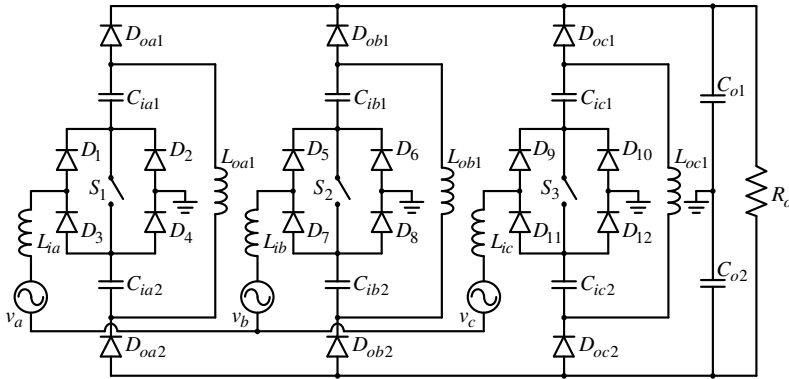 D_oa1 D_ob1 D_oc1
C_ia1 C_ib1 C_ic1 C_o1
D_1 D_2 L_oa1 D_5 D_6 L_ob1 D_9 D_10 L_oc1
S_1 S_2 S_3 R_o
L_ia D_3 D_4 L_ib D_7 D_8 L_ic D_11 D_12
C_ia2 C_ib2 C_ic2 C_o2
v_a v_b v_c
D_oa2 D_ob2 D_oc2